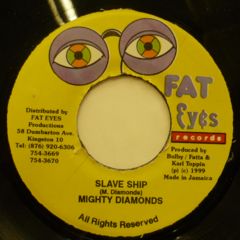 FAT
Eyes
records
Distributed by
FAT EYES
Productions
58 Dumbarton Ave
Kingston 10
Tel: (876) 920-6306
754-3669
754-3670
Produced by
Bulby / Fatta &
Karl Toppin
(p) (c) 1999
Made in Jamaica
SLAVE SHIP
(M. Diamonds)
MIGHTY DIAMONDS
All Rights Reserved